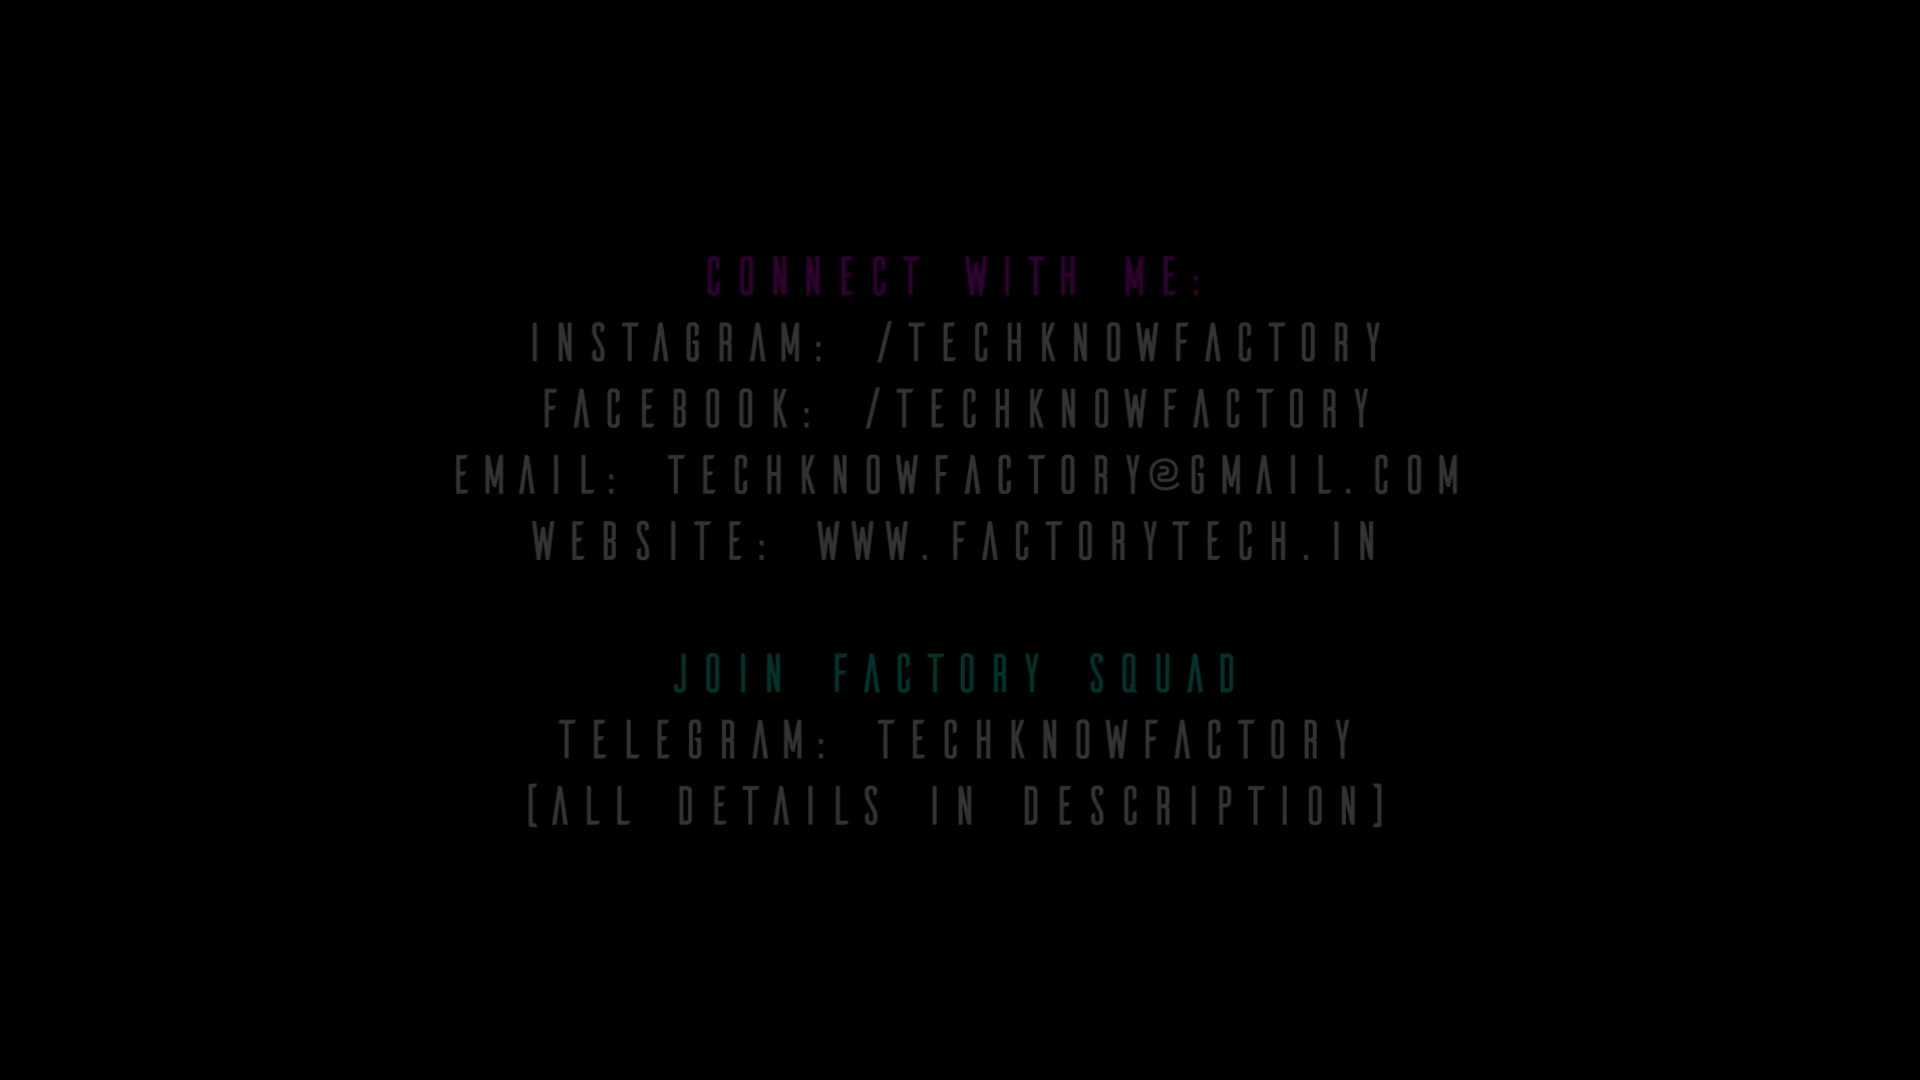 CONNECT WITH ME:
INSTAGRAM: /TECHKNOWFACTORY
FACEBOOK: /TECHKNOWFACTORY
EMAIL: TECHKNOWFACTORY@GMAIL.COM
WEBSITE: WWW.FACTORYTECH.IN
JOIN FACTORY SQUAD
TELEGRAM: TECHKNOWFACTORY
[ALL DETAILS IN DESCRIPTION]